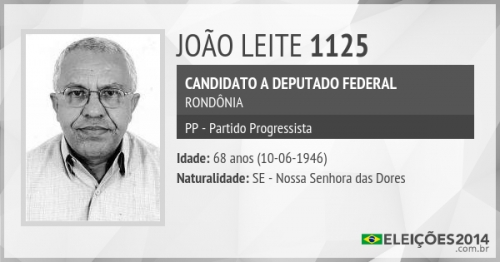 JOÃO LEITE 1125
CANDIDATO A DEPUTADO FEDERAL
RONDÔNIA
PP - Partido Progressista
Idade: 68 anos (10-06-1946)
Naturalidade: SE - Nossa Senhora das Dores
ELEIÇÕES2014
.com.br